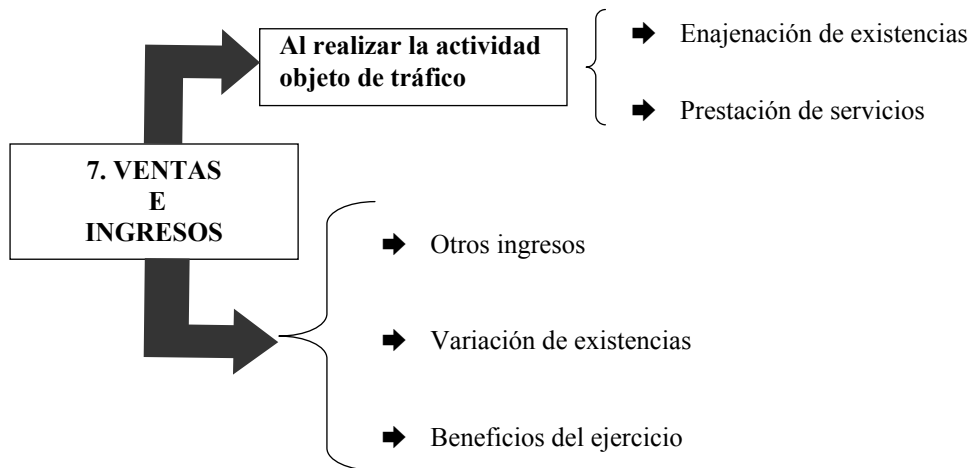 Al realizar la actividad
objeto de tráfico
Enajenación de existencias
Prestación de servicios
7. VENTAS
E
INGRESOS
Otros ingresos
Variación de existencias
Beneficios del ejercicio